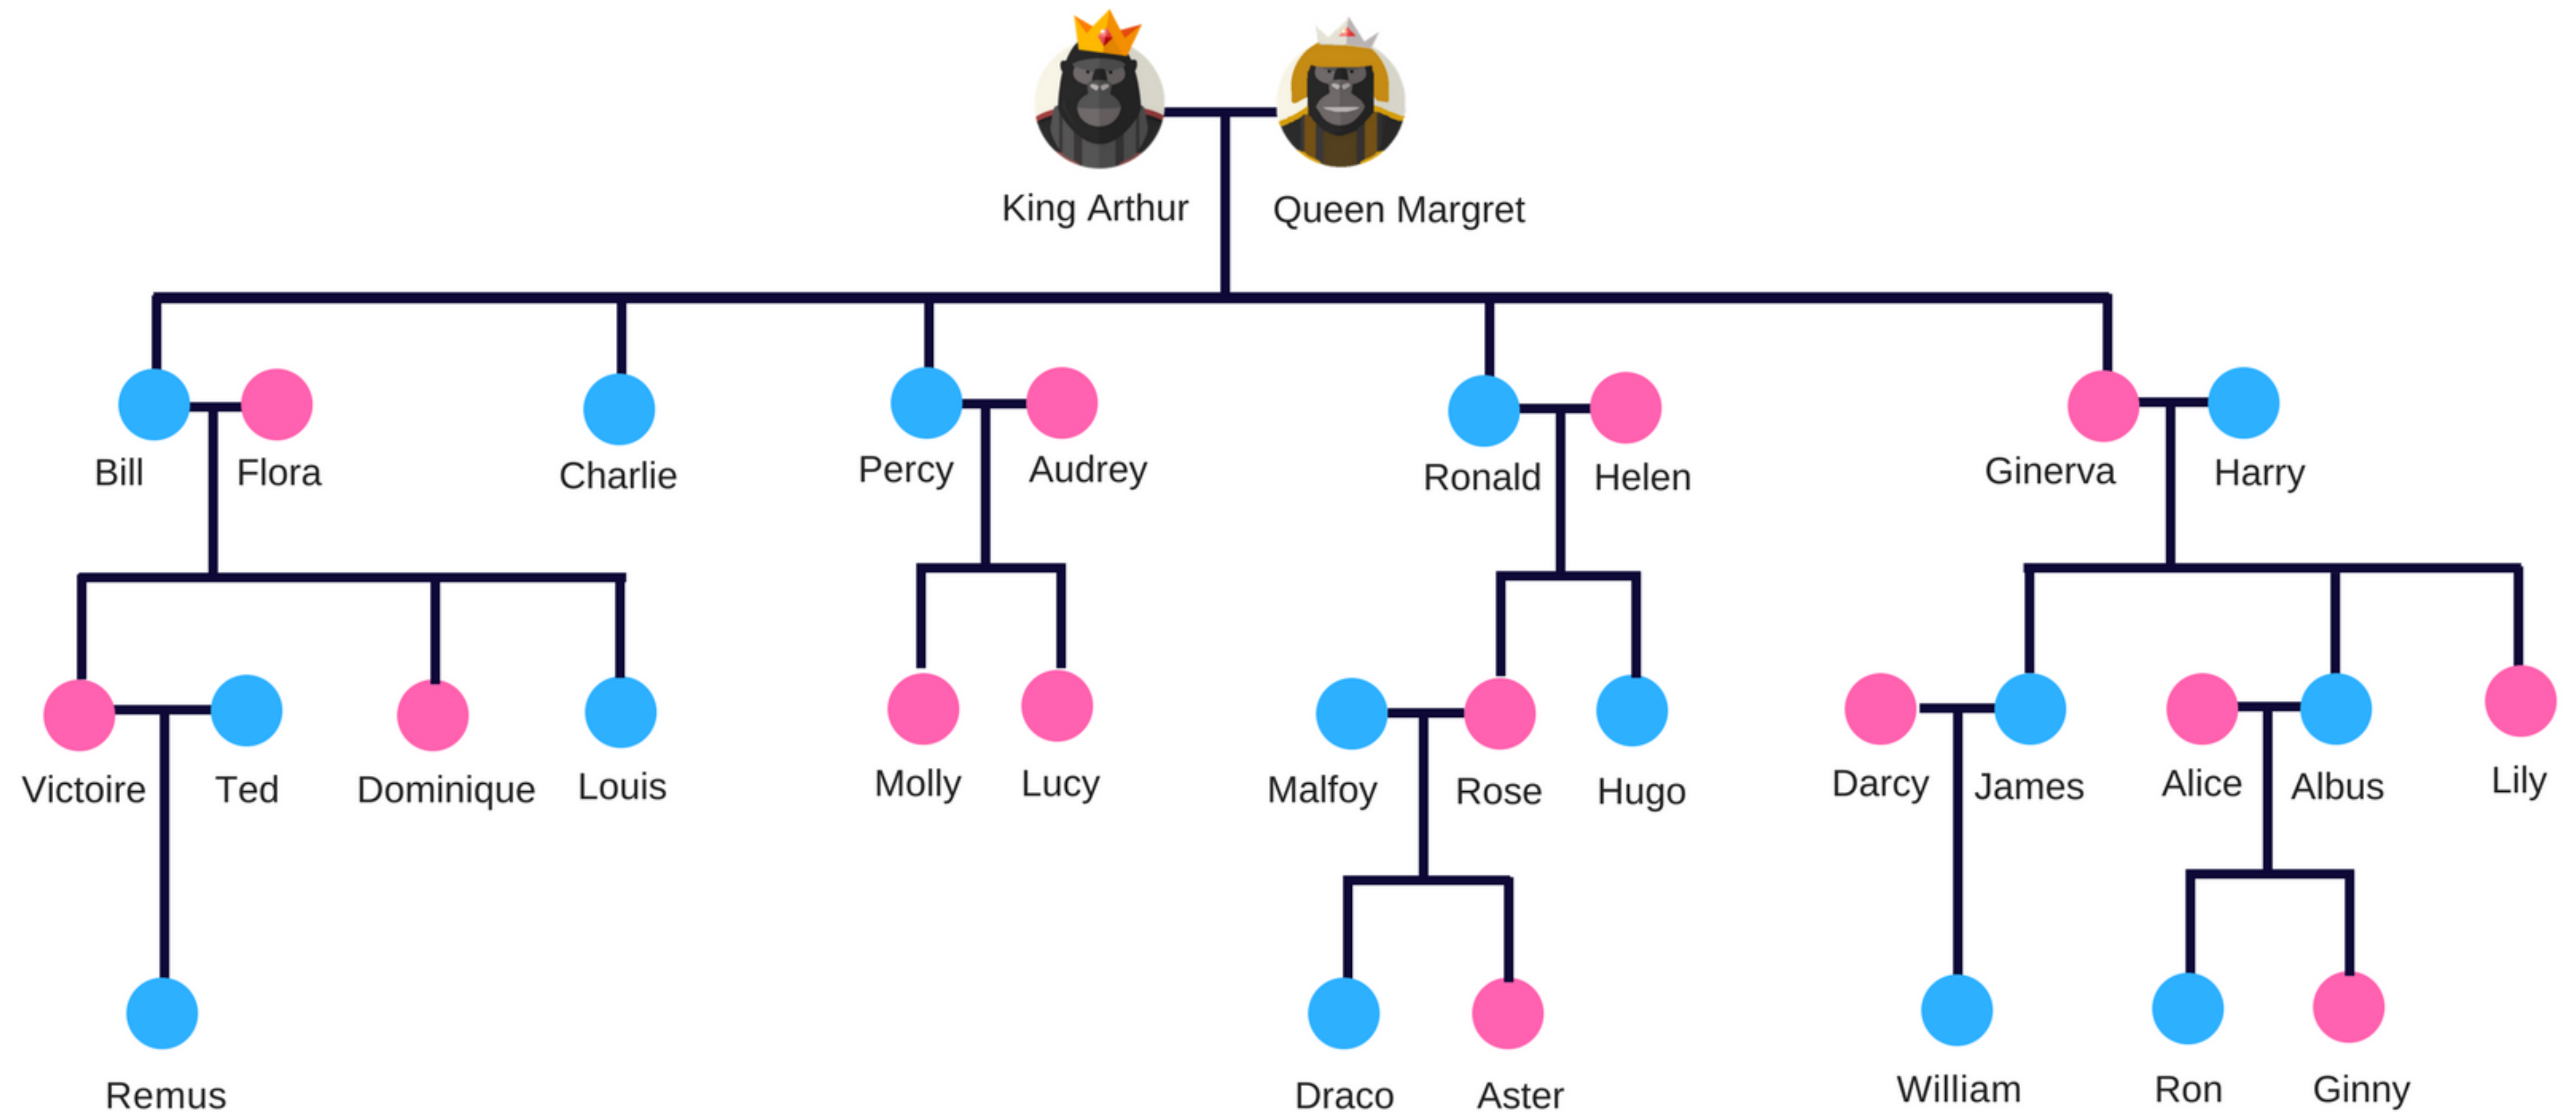 King Arthur
Queen Margret
Bill
Flora
Charlie
Percy
Audrey
Ronald
Helen
Ginerva
Harry
Victoire
Ted
Dominique
Louis
Molly
Lucy
Malfoy
Rose
Hugo
Darcy
James
Alice
Albus
Lily
Remus
Draco
Aster
William
Ron
Ginny